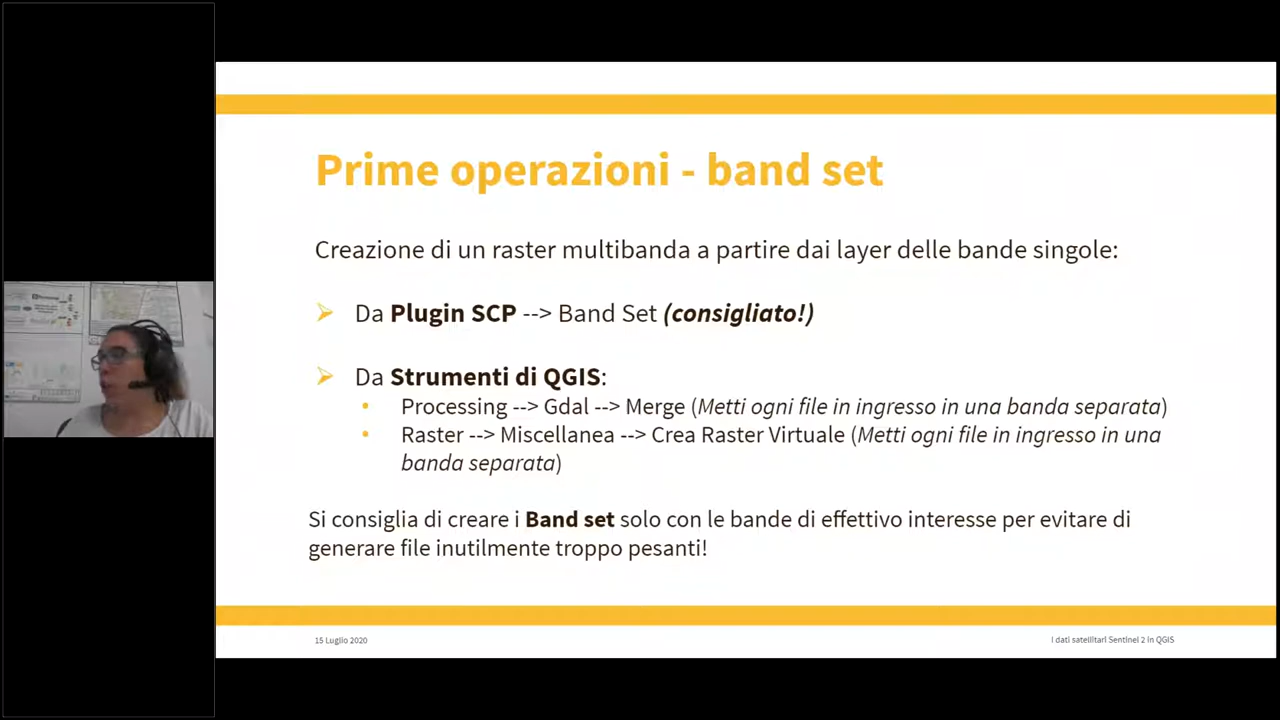 Prime operazioni - band set
Creazione di un raster multibanda a partire dai layer delle bande singole:
Da Plugin SCP --> Band Set (consigliato!)
Da Strumenti di QGIS:
Processing --> Gdal --> Merge (Metti ogni file in ingresso in una banda separata)
Raster --> Miscellanea --> Crea Raster Virtuale (Metti ogni file in ingresso in una
banda separata)
Si consiglia di creare i Band set solo con le bande di effettivo interesse per evitare di
generare file inutilmente troppo pesanti!
15 Luglio 2020
I dati satellitari Sentinel 2 in QGIS